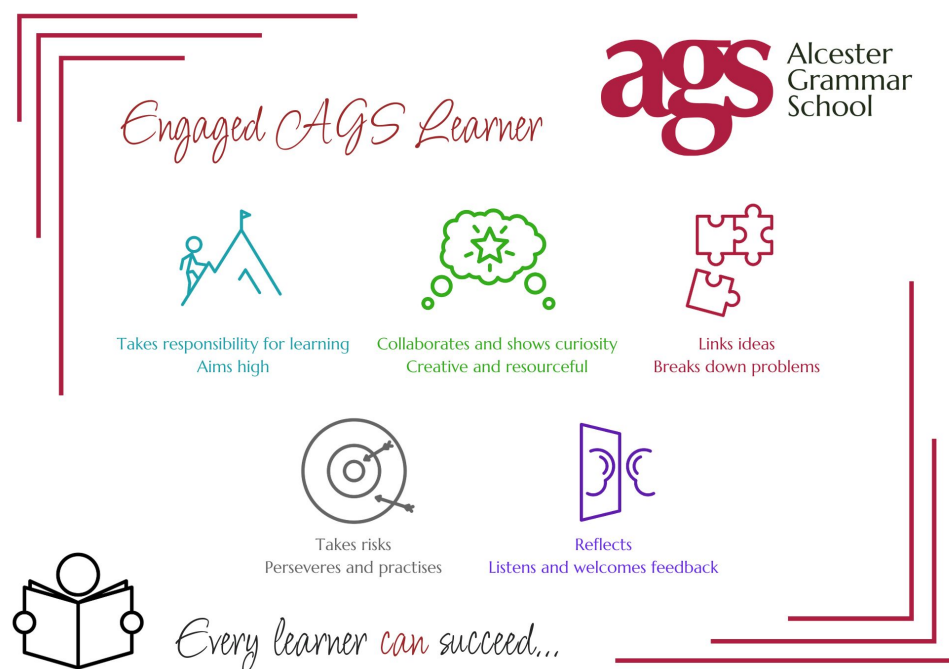 Engaged AGS Learner
ags
Alcester
Grammar
School
Takes responsibility for learning
Aims high
Collaborates and shows curiosity
Creative and resourceful
Links ideas
Breaks down problems
Takes risks
Perseveres and practises
Reflects
Listens and welcomes feedback
Every learner can succeed...